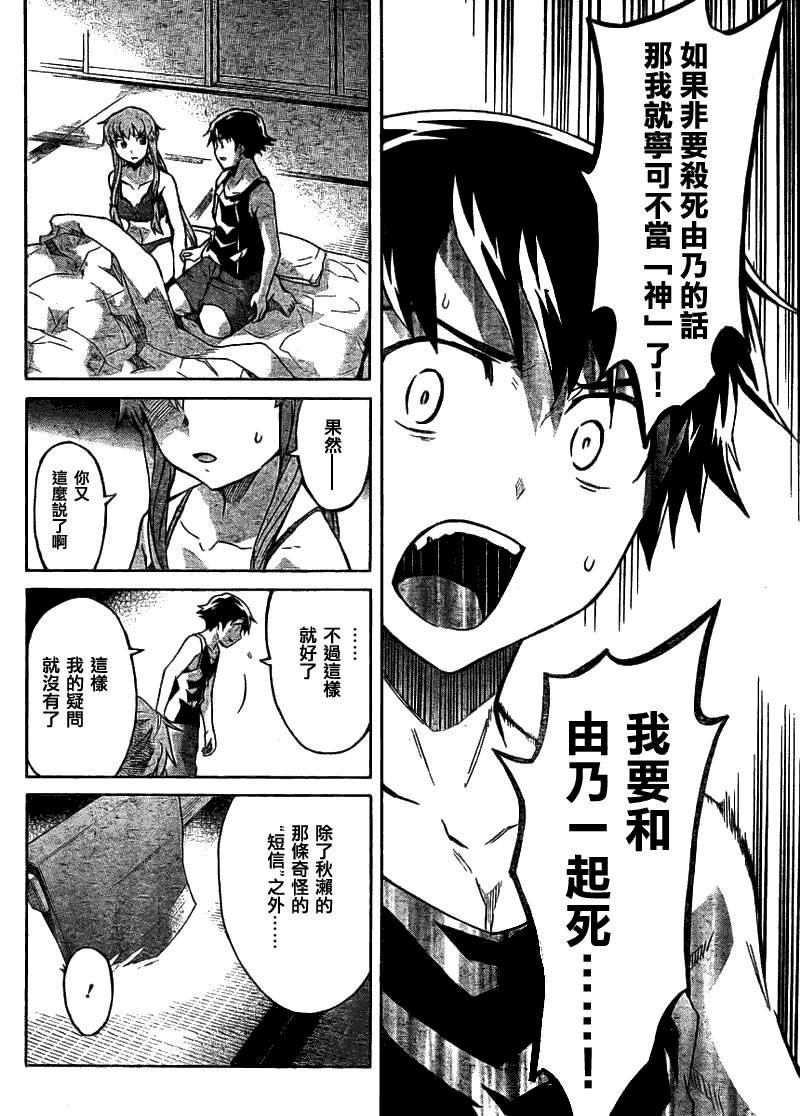 如果非要殺死由乃的話
那我就寧可不當「神」了！
我要和
由乃一起死……！
果然——
你又
這麼説了啊
……
不過這樣
就好了
這樣
我的疑問
就沒有了
除了秋瀨的
那條奇怪的
“短信”之外……
！